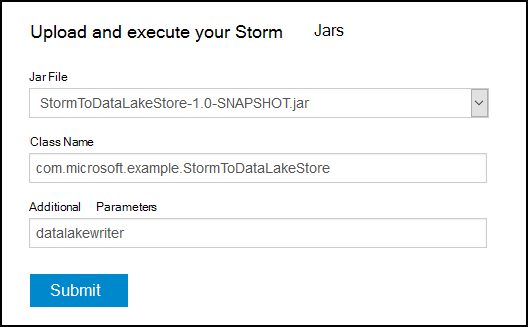 Upload and execute your Storm Jars
Jar File
StormToDataLakeStore-1.0-SNAPSHOT.jar
Class Name
com.microsoft.example.StormToDataLakeStore
Additional Parameters
datalakewriter
Submit